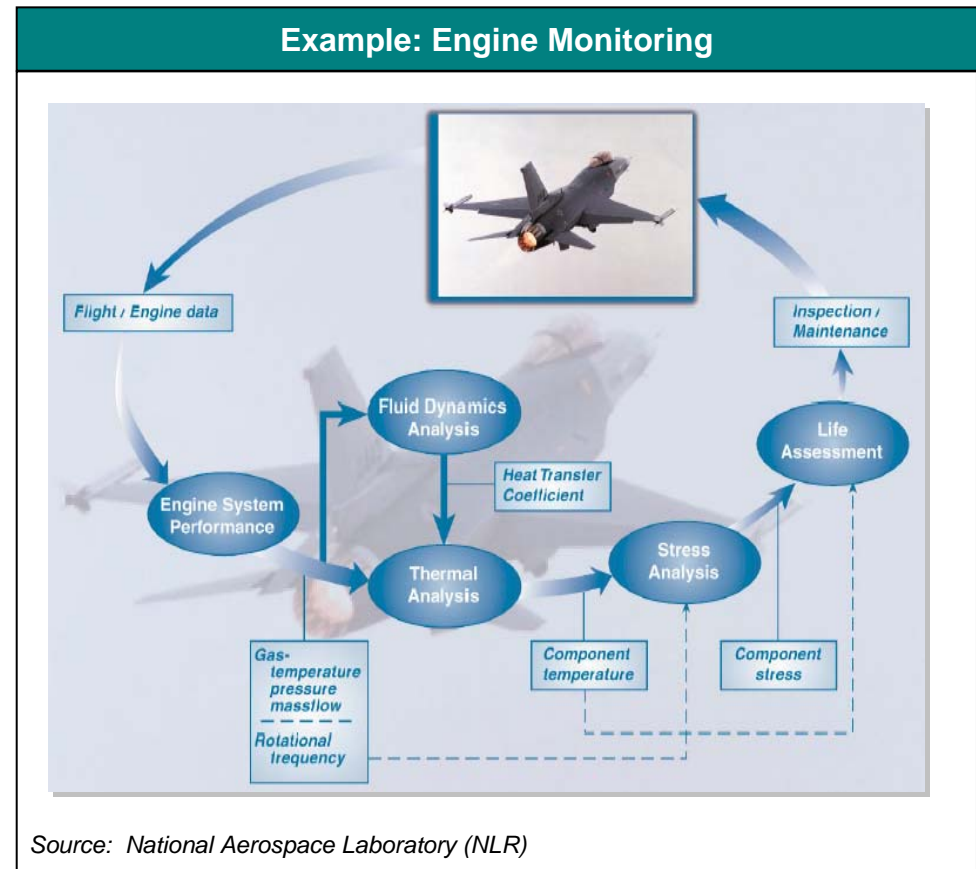 Example: Engine Monitoring
Flight / Engine data
Inspection /
Maintenance
Fluid Dynamics
Analysis
Life
Assessment
Heat Transfer
Coefficient
Engine System
Performance
Stress
Analysis
Thermal
Analysis
Gas-
temperature
pressure
massflow
Rotational
frequency
Component
temperature
Component
stress
Source: National Aerospace Laboratory (NLR)